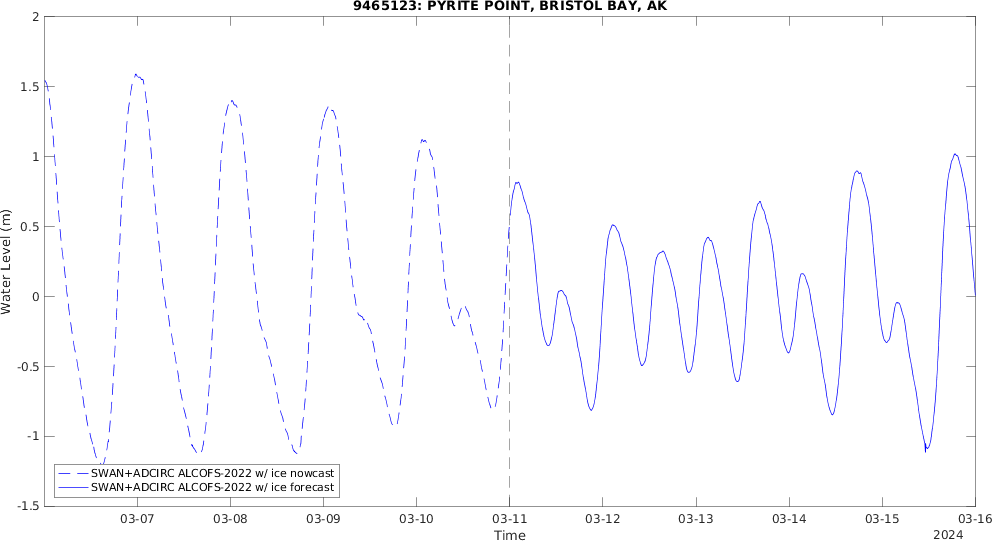 9465123: PYRITE POINT, BRISTOL BAY, AK
Water Level (m)
2
1.5
1
0.5
0
-0.5
-1
-1.5
SWAN+ADCIRC ALCOFS-2022 w/ ice nowcast
SWAN+ADCIRC ALCOFS-2022 w/ ice forecast
03-07 03-08 03-09 03-10 03-11 03-12 03-13 03-14 03-15 03-16
Time
2024